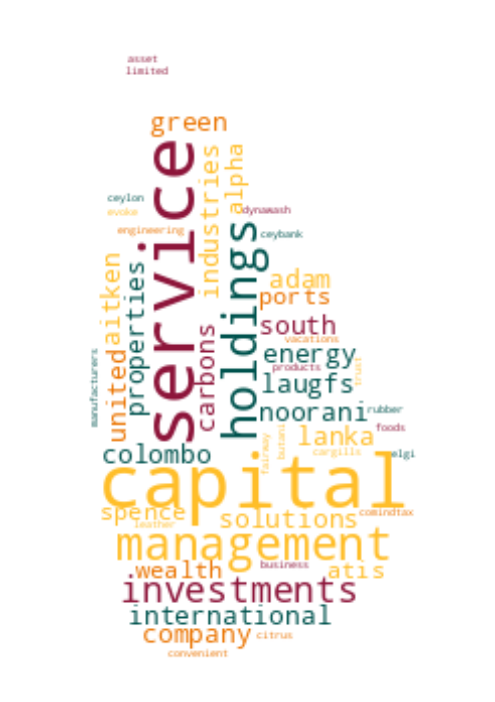 asset
limited
green
service
industries
alpha
ceylon
evoke
dynawash
engineering
holdings
ceybank
aitken
properties
adam
ports
carbons
south
vacations
united
manufacturers
energy
products
trust
laugfs
noorani
rubber
foods
lanka
fairway
butani
cargills
elgi
colombo
capital
spence
leather
solutions
comindtax
management
wealth
business
atis
investments
international
company
citrus
convenient